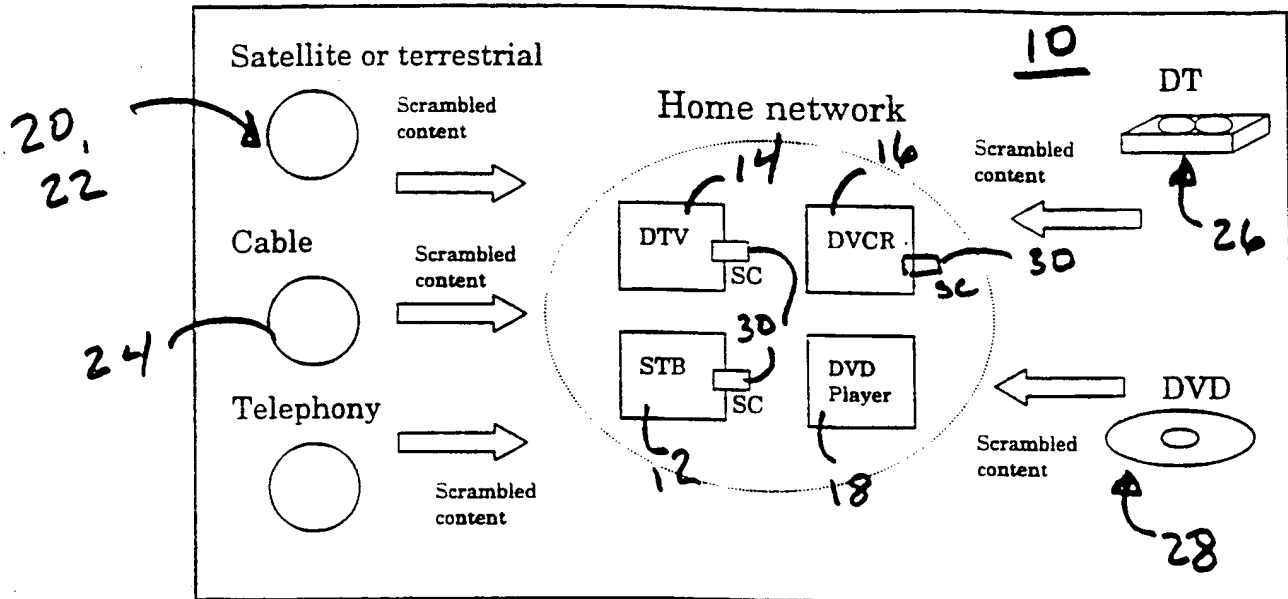 10
Satellite or terrestrial
20,
22
Scrambled
content
Cable
24
Scrambled
content
Telephony
Scrambled
content
Home network
14
DTV
SC
16
DVCR
SC
30
30
STB
SC
12
DVD
Player
18
DT
Scrambled
content
26
DVD
Scrambled
content
28